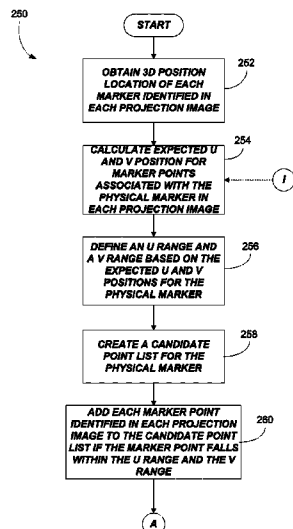 250
START
OBTAIN 3D POSITION
LOCATION OF EACH
MARKER IDENTIFIED IN
EACH PROJECTION IMAGE
252
CALCULATE EXPECTED U
AND V POSITION FOR
MARKER POINTS
ASSOCIATED WITH THE
PHYSICAL MARKER IN
EACH PROJECTION IMAGE
254
I
DEFINE AN U RANGE AND
A V RANGE BASED ON THE
EXPECTED U AND V
POSITIONS FOR THE
PHYSICAL MARKER
256
CREATE A CANDIDATE
POINT LIST FOR THE
PHYSICAL MARKER
258
ADD EACH MARKER POINT
IDENTIFIED IN EACH PROJECTION
IMAGE TO THE CANDIDATE POINT
LIST IF THE MARKER POINT FALLS
WITHIN THE U RANGE AND THE V
RANGE
260
A